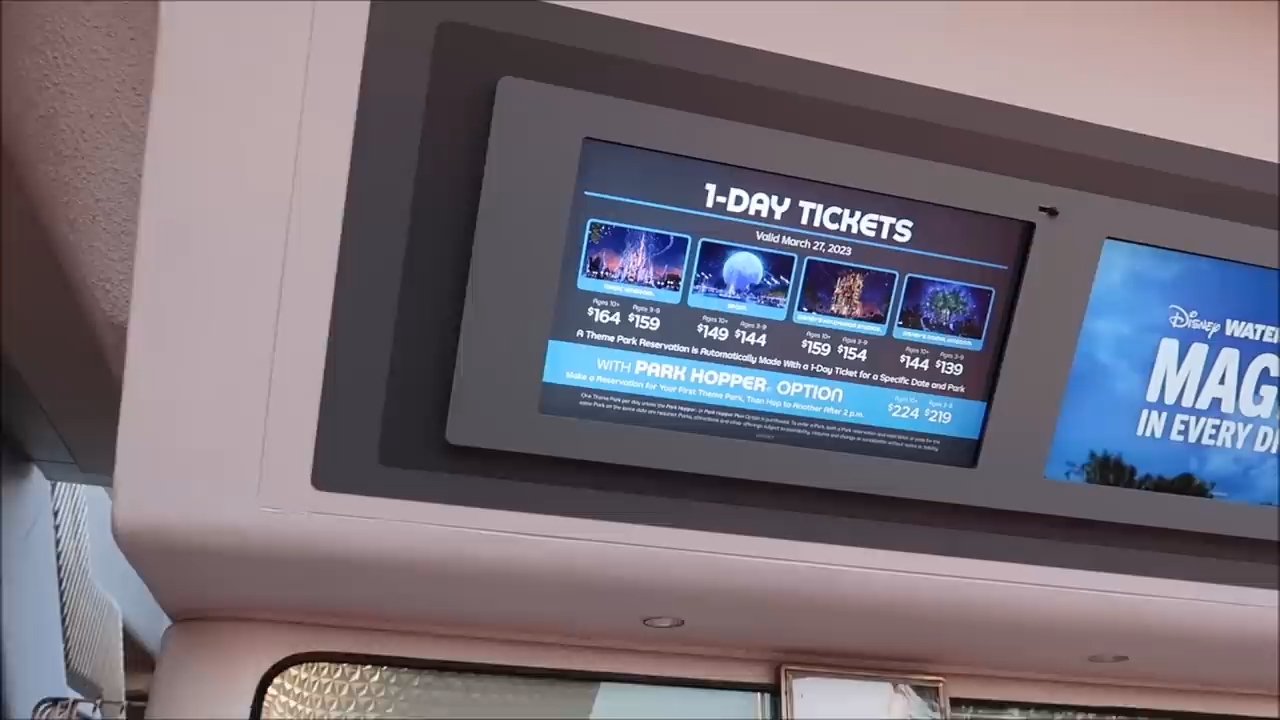 1-DAY TICKETS
Valid March 27, 2023
Ages 10+ Ages 3-9
$164 $159
Ages 10+ Ages 3-9
$149 $144
Ages 10+ Ages 3-9
$159 $154
Ages 10+ Ages 3-9
$144 $139
A Theme Park Reservation is Automatically Made With a 1-Day Ticket for a Specific Date and Park
WITH PARK HOPPER OPTION
Make a Reservation for Your First Theme Park, Then Hop to Another After 2 p.m.
Ages 10+ Ages 3-9
$224 $219
Disney WATE
MAG
IN EVERY D